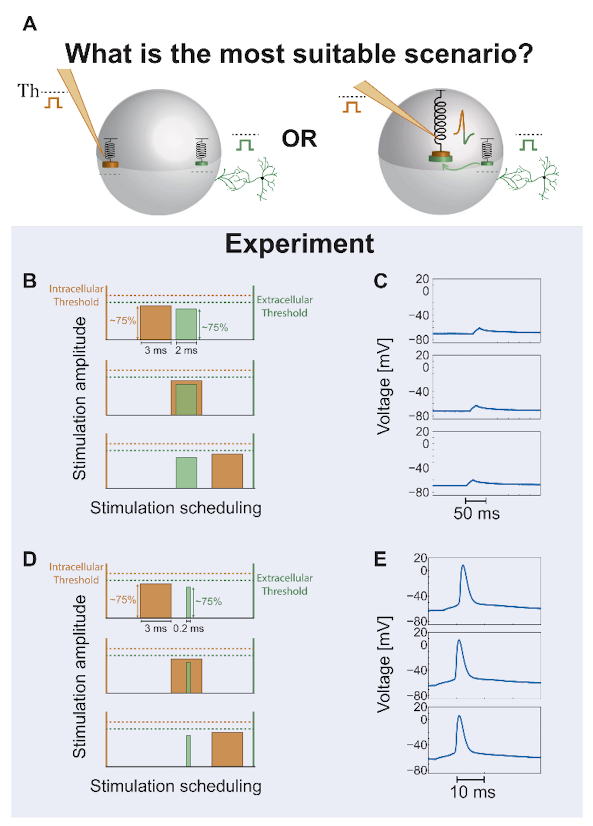 A
What is the most suitable scenario?
Th
OR
Experiment
B
Intracellular
Threshold
Extracellular
Threshold
~75%
~75%
3 ms
2 ms
Stimulation amplitude
Stimulation scheduling
C
Voltage [mV]
20
0
−40
−80
20
0
−40
−80
20
0
−40
−80
50 ms
D
Intracellular
Threshold
Extracellular
Threshold
~75%
~75%
3 ms
0.2 ms
Stimulation amplitude
Stimulation scheduling
E
Voltage [mV]
20
0
−40
−80
20
0
−40
−80
20
0
−40
−80
10 ms